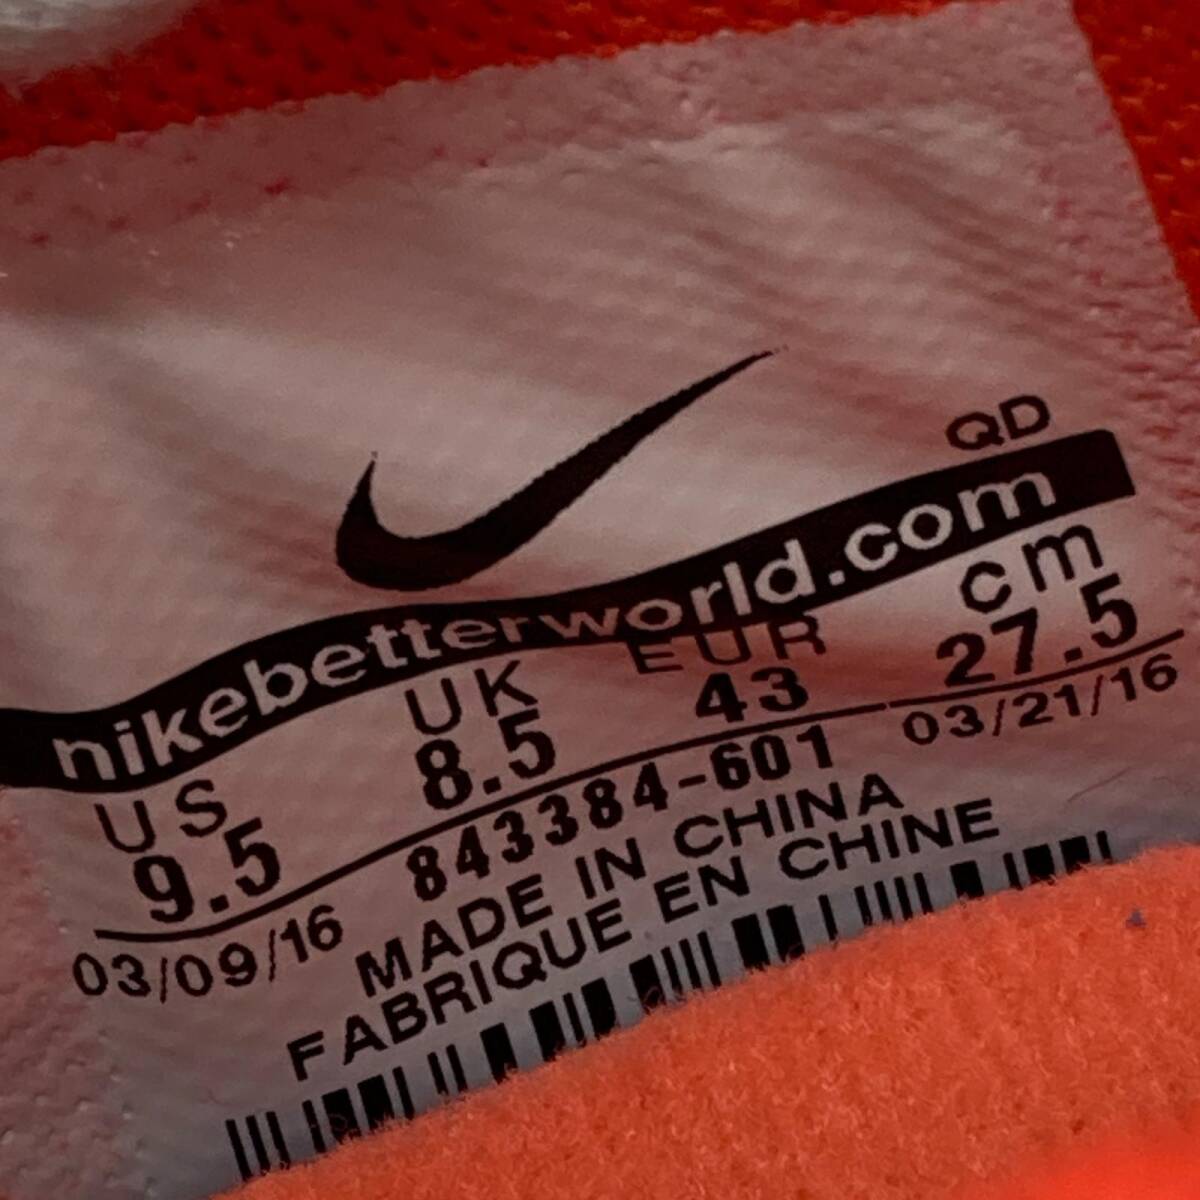 QD
nikebetterworld.com
US UK EUR cm
9.5 8.5 43 27.5
03/09/16 843384-601 03/21/16
MADE IN CHINA
FABRIQUE EN CHINE